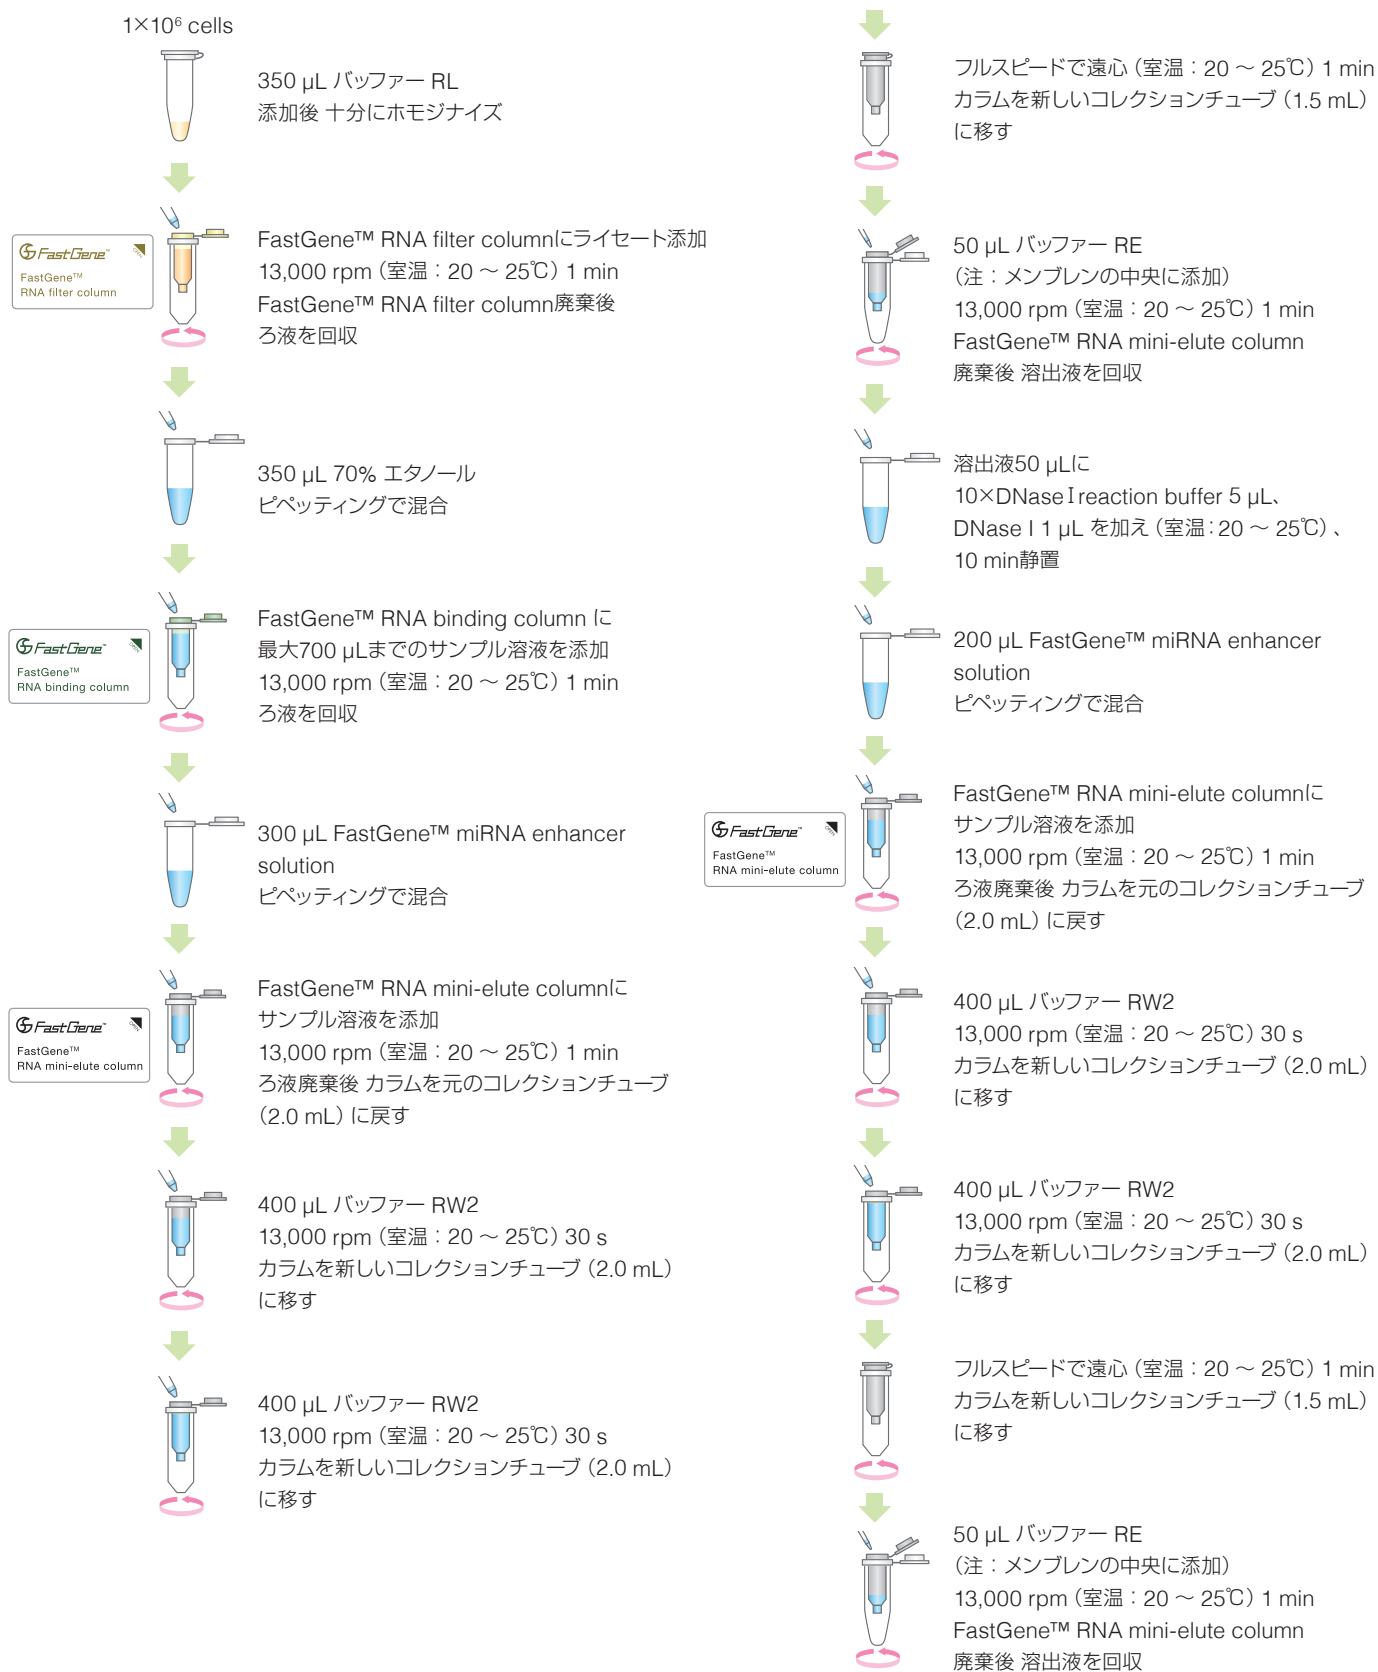 1×10⁶ cells
350 μL バッファー RL
添加後 十分にホモジナイズ
FastGene™
FastGene™
RNA filter column
FastGene™ RNA filter columnにライセート添加
13,000 rpm（室温：20 ～ 25℃）1 min
FastGene™ RNA filter column廃棄後
ろ液を回収
350 μL 70% エタノール
ピペッティングで混合
FastGene™
FastGene™
RNA binding column
FastGene™ RNA binding column に
最大700 μLまでのサンプル溶液を添加
13,000 rpm（室温：20 ～ 25℃）1 min
ろ液を回収
300 μL FastGene™ miRNA enhancer
solution
ピペッティングで混合
FastGene™
FastGene™
RNA mini-elute column
FastGene™ RNA mini-elute columnに
サンプル溶液を添加
13,000 rpm（室温：20 ～ 25℃）1 min
ろ液廃棄後 カラムを元のコレクションチューブ
（2.0 mL）に戻す
400 μL バッファー RW2
13,000 rpm（室温：20 ～ 25℃）30 s
カラムを新しいコレクションチューブ（2.0 mL）
に移す
400 μL バッファー RW2
13,000 rpm（室温：20 ～ 25℃）30 s
カラムを新しいコレクションチューブ（2.0 mL）
に移す
フルスピードで遠心（室温：20 ～ 25℃）1 min
カラムを新しいコレクションチューブ（1.5 mL）
に移す
50 μL バッファー RE
（注：メンブレンの中央に添加）
13,000 rpm（室温：20 ～ 25℃）1 min
FastGene™ RNA mini-elute column
廃棄後 溶出液を回収
溶出液50 μLに
10×DNase Ⅰ reaction buffer 5 μL、
DNase I 1 μL を加え（室温：20 ～ 25℃）、
10 min静置
200 μL FastGene™ miRNA enhancer
solution
ピペッティングで混合
FastGene™
FastGene™
RNA mini-elute column
FastGene™ RNA mini-elute columnに
サンプル溶液を添加
13,000 rpm（室温：20 ～ 25℃）1 min
ろ液廃棄後 カラムを元のコレクションチューブ
（2.0 mL）に戻す
400 μL バッファー RW2
13,000 rpm（室温：20 ～ 25℃）30 s
カラムを新しいコレクションチューブ（2.0 mL）
に移す
400 μL バッファー RW2
13,000 rpm（室温：20 ～ 25℃）30 s
カラムを新しいコレクションチューブ（2.0 mL）
に移す
フルスピードで遠心（室温：20 ～ 25℃）1 min
カラムを新しいコレクションチューブ（1.5 mL）
に移す
50 μL バッファー RE
（注：メンブレンの中央に添加）
13,000 rpm（室温：20 ～ 25℃）1 min
FastGene™ RNA mini-elute column
廃棄後 溶出液を回収